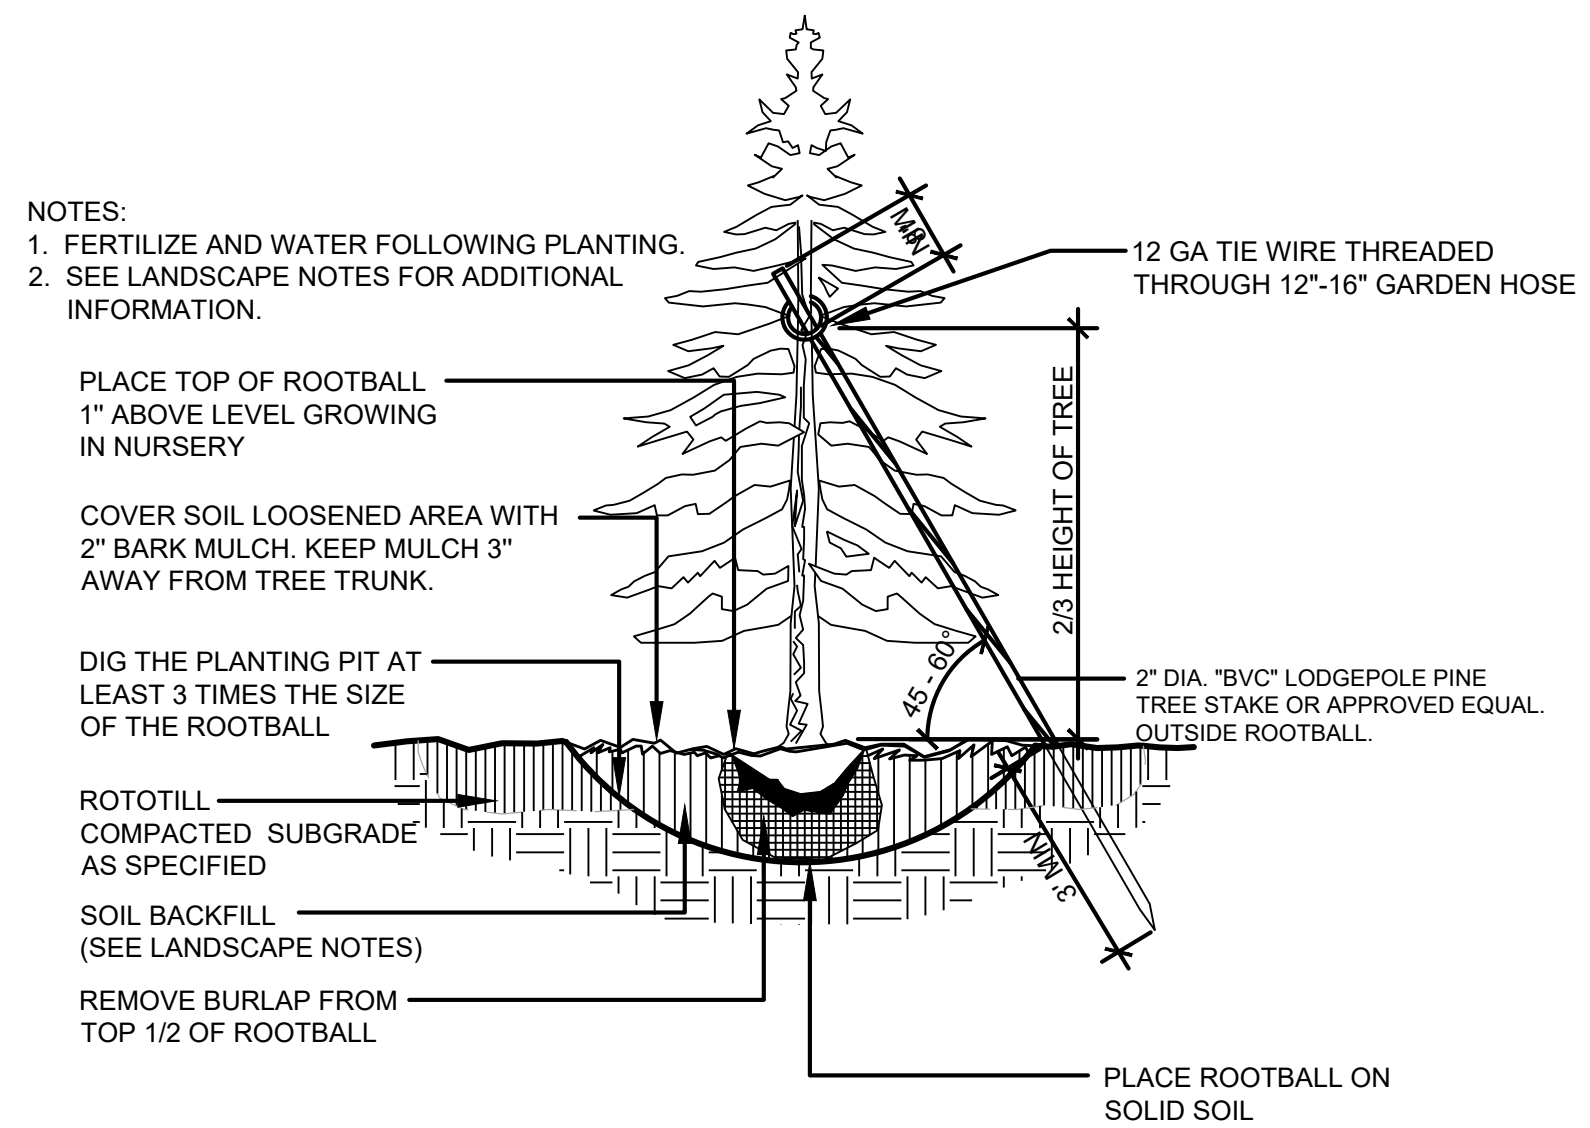 NOTES:
1. FERTILIZE AND WATER FOLLOWING PLANTING.
2. SEE LANDSCAPE NOTES FOR ADDITIONAL
INFORMATION.
PLACE TOP OF ROOTBALL
1" ABOVE LEVEL GROWING
IN NURSERY
COVER SOIL LOOSENED AREA WITH
2" BARK MULCH. KEEP MULCH 3"
AWAY FROM TREE TRUNK.
DIG THE PLANTING PIT AT
LEAST 3 TIMES THE SIZE
OF THE ROOTBALL
ROTOTILL
COMPACTED SUBGRADE
AS SPECIFIED
SOIL BACKFILL
(SEE LANDSCAPE NOTES)
REMOVE BURLAP FROM
TOP 1/2 OF ROOTBALL
MIN
12 GA TIE WIRE THREADED
THROUGH 12"-16" GARDEN HOSE
2/3 HEIGHT OF TREE
45 - 60°
2" DIA. "BVC" LODGEPOLE PINE
TREE STAKE OR APPROVED EQUAL.
OUTSIDE ROOTBALL.
3' MIN
PLACE ROOTBALL ON
SOLID SOIL